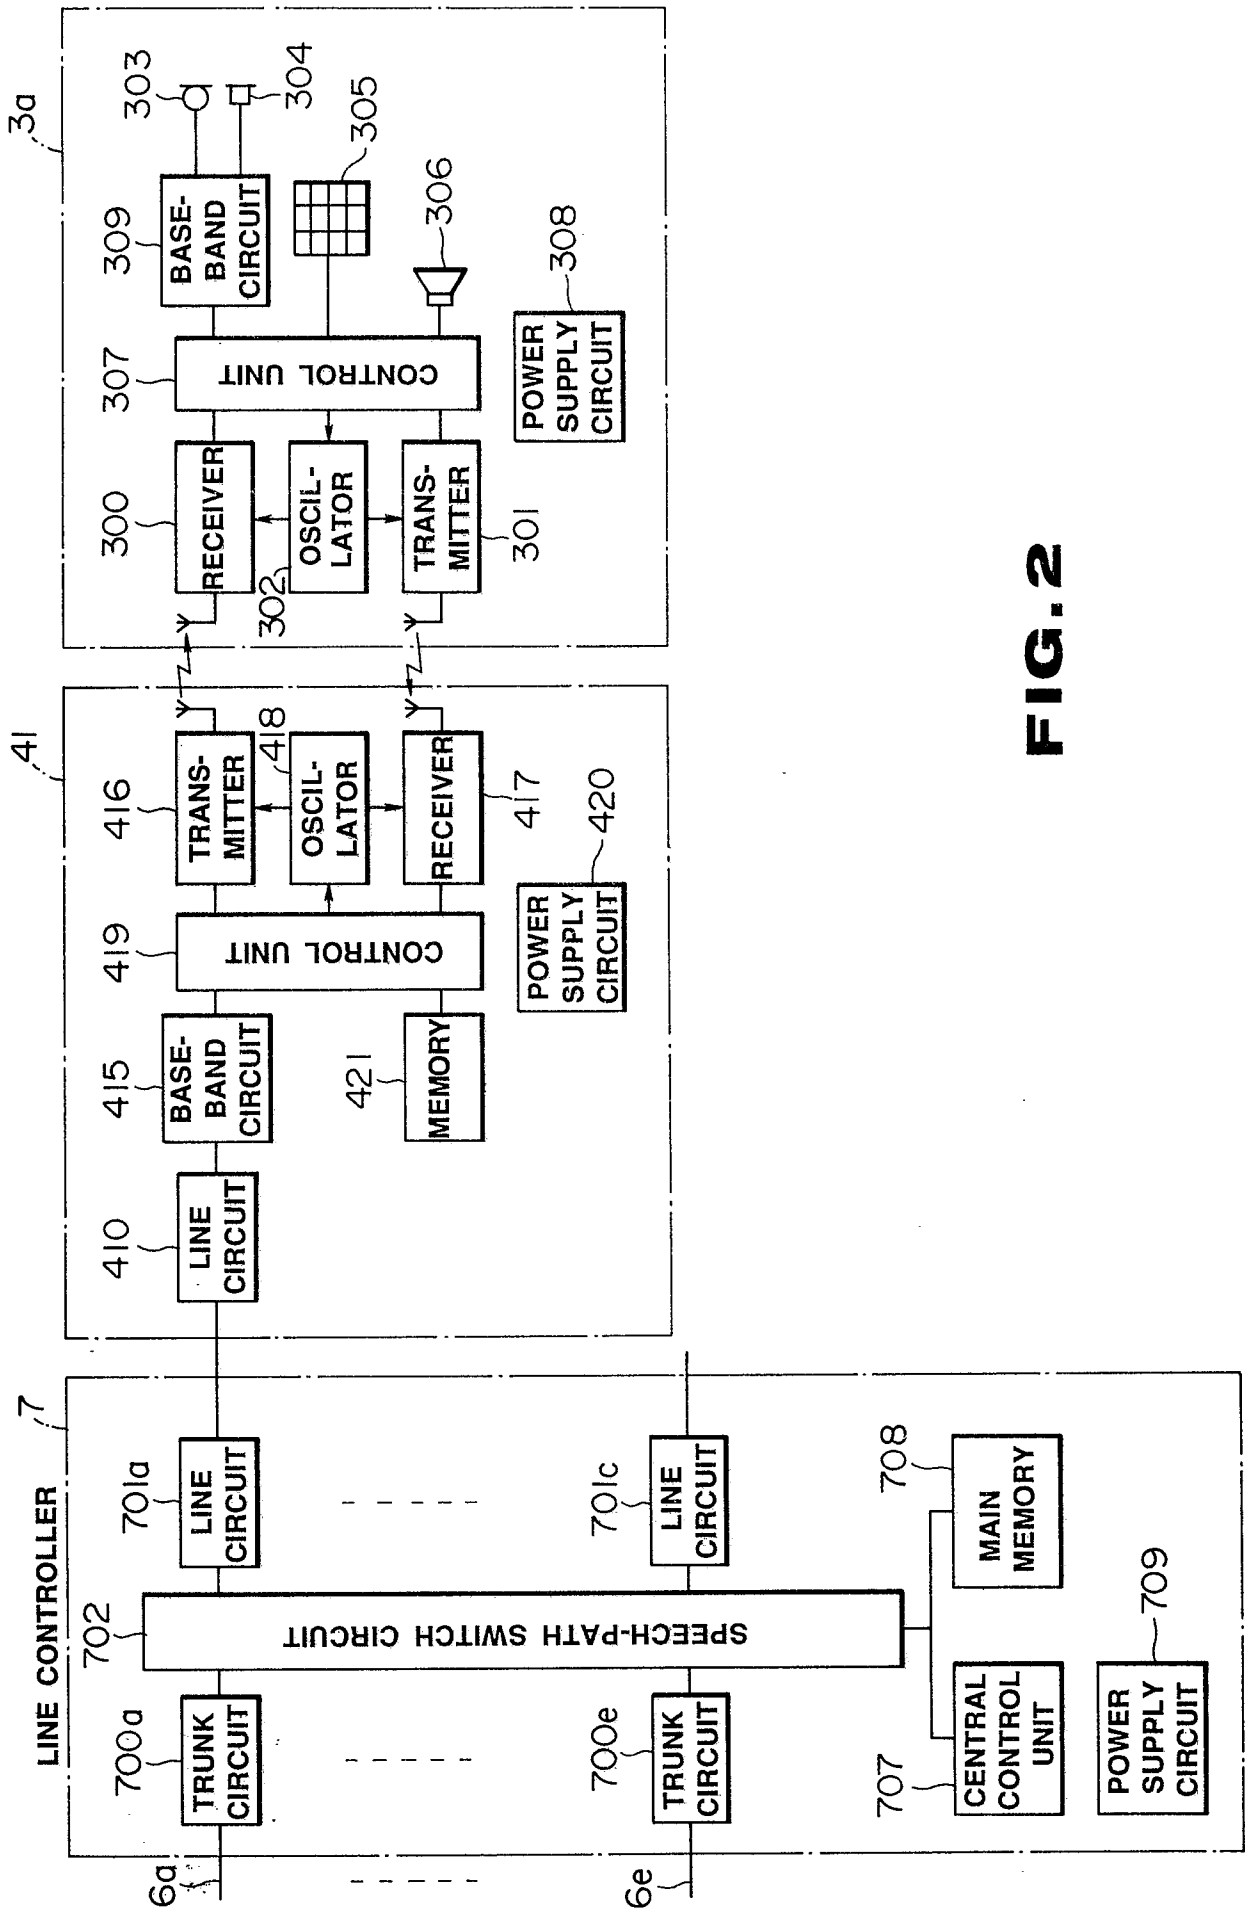 LINE CONTROLLER
7
6a
700a
TRUNK
CIRCUIT
702
SPEECH-PATH SWITCH CIRCUIT
701a
LINE
CIRCUIT
6e
700e
TRUNK
CIRCUIT
701c
LINE
CIRCUIT
707
CENTRAL
CONTROL
UNIT
708
MAIN
MEMORY
709
POWER
SUPPLY
CIRCUIT
41
410
LINE
CIRCUIT
415
BASE-
BAND
CIRCUIT
419
CONTROL UNIT
416
TRANS-
MITTER
418
OSCIL-
LATOR
417
RECEIVER
421
MEMORY
420
POWER
SUPPLY
CIRCUIT
3a
300
RECEIVER
302
OSCIL-
LATOR
301
TRANS-
MITTER
307
CONTROL UNIT
309
BASE-
BAND
CIRCUIT
303
304
305
306
308
POWER
SUPPLY
CIRCUIT
FIG.2